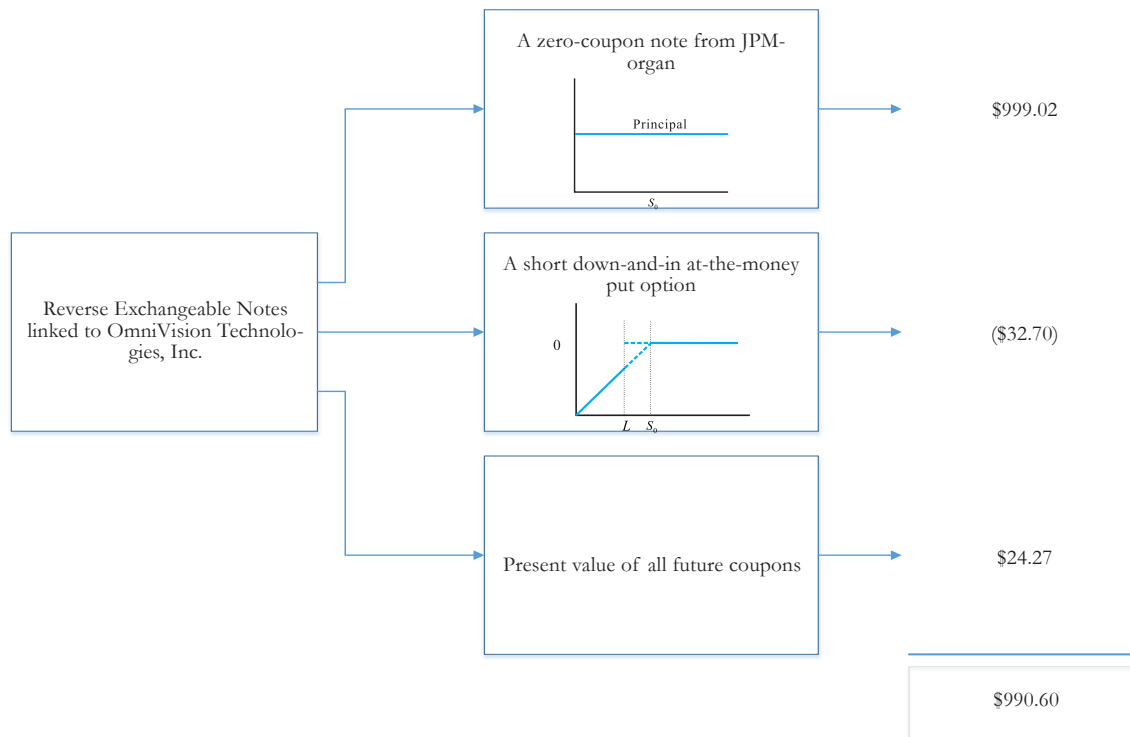 A zero-coupon note from JPM-
organ
Principal
S₀
$999.02
Reverse Exchangeable Notes
linked to OmniVision Technolo-
gies, Inc.
A short down-and-in at-the-money
put option
0
L S₀
($32.70)
Present value of all future coupons
$24.27
$990.60